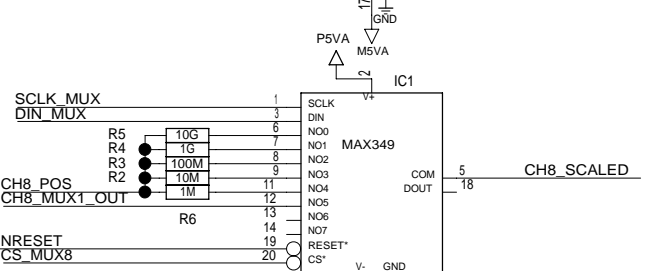 17
GND
M5VA
P5VA
2
IC1
V+
SCLK_MUX 1 SCLK
DIN_MUX 3 DIN
R5 10G 6 NO0
R4 1G 7 NO1 MAX349
R3 100M 8 NO2
R2 10M 9 NO3 COM 5 CH8_SCALED
CH8_POS 1M 11 NO4 DOUT 18
CH8_MUX1_OUT 12 NO5
R6 13 NO6
14 NO7
NRESET 19 RESET*
CS_MUX8 20 CS*
V- GND